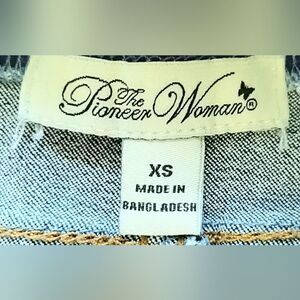 The
Pioneer Woman®
XS
MADE IN
BANGLADESH